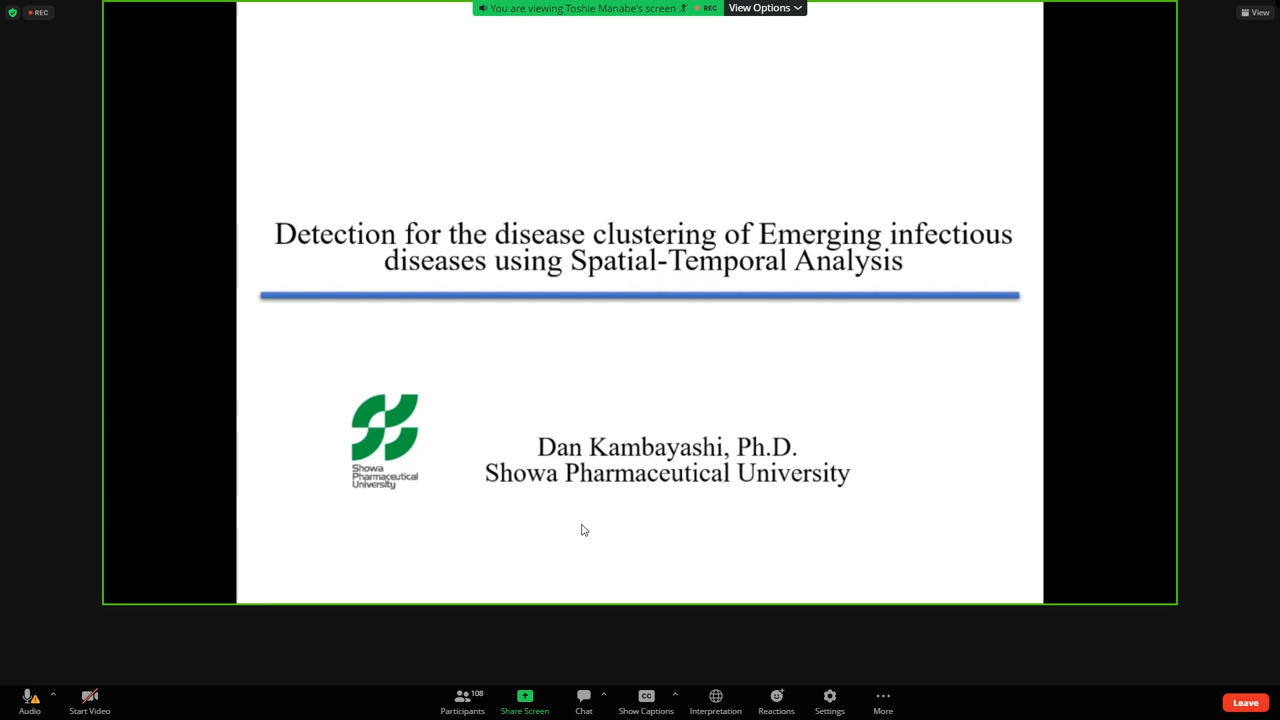 REC
You are viewing Toshie Manabe's screen
REC
View Options
View
Detection for the disease clustering of Emerging infectious
diseases using Spatial-Temporal Analysis
Showa
Pharmaceutical
University
Dan Kambayashi, Ph.D.
Showa Pharmaceutical University
Audio
Start Video
108
Participants
Share Screen
Chat
CC
Show Captions
Interpretation
Reactions
Settings
More
Leave